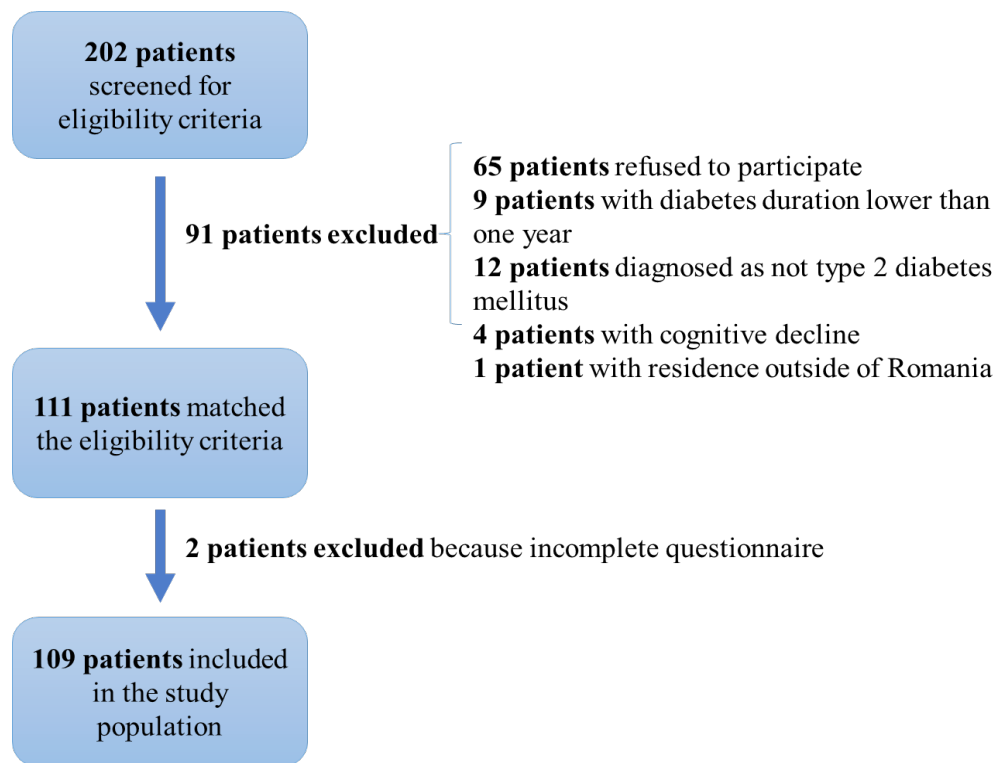 202 patients
screened for
eligibility criteria
91 patients excluded
65 patients refused to participate
9 patients with diabetes duration lower than
one year
12 patients diagnosed as not type 2 diabetes
mellitus
4 patients with cognitive decline
1 patient with residence outside of Romania
111 patients matched
the eligibility criteria
2 patients excluded because incomplete questionnaire
109 patients included
in the study
population